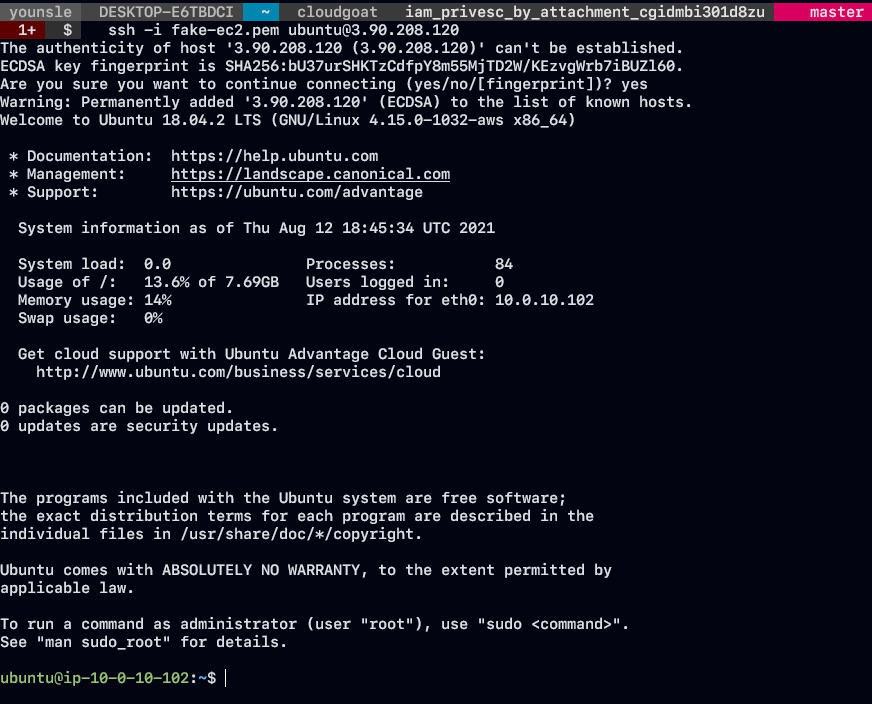 younsle DESKTOP-E6TBDCI ~ cloudgoat iam_privesc_by_attachment_cgidmbi301d8zu master
1+ $ ssh -i fake-ec2.pem ubuntu@3.90.208.120
The authenticity of host '3.90.208.120 (3.90.208.120)' can't be established.
ECDSA key fingerprint is SHA256:bU37urSHKTzCdfpY8m55MjTD2W/KEzvgWrb7iBUZl60.
Are you sure you want to continue connecting (yes/no/[fingerprint])? yes
Warning: Permanently added '3.90.208.120' (ECDSA) to the list of known hosts.
Welcome to Ubuntu 18.04.2 LTS (GNU/Linux 4.15.0-1032-aws x86_64)
* Documentation: https://help.ubuntu.com
* Management: https://landscape.canonical.com
* Support: https://ubuntu.com/advantage
System information as of Thu Aug 12 18:45:34 UTC 2021
System load: 0.0 Processes: 84
Usage of /: 13.6% of 7.69GB Users logged in: 0
Memory usage: 14% IP address for eth0: 10.0.10.102
Swap usage: 0%
Get cloud support with Ubuntu Advantage Cloud Guest:
http://www.ubuntu.com/business/services/cloud
0 packages can be updated.
0 updates are security updates.
The programs included with the Ubuntu system are free software;
the exact distribution terms for each program are described in the
individual files in /usr/share/doc/*/copyright.
Ubuntu comes with ABSOLUTELY NO WARRANTY, to the extent permitted by
applicable law.
To run a command as administrator (user "root"), use "sudo <command>".
See "man sudo_root" for details.
ubuntu@ip-10-0-10-102:~$